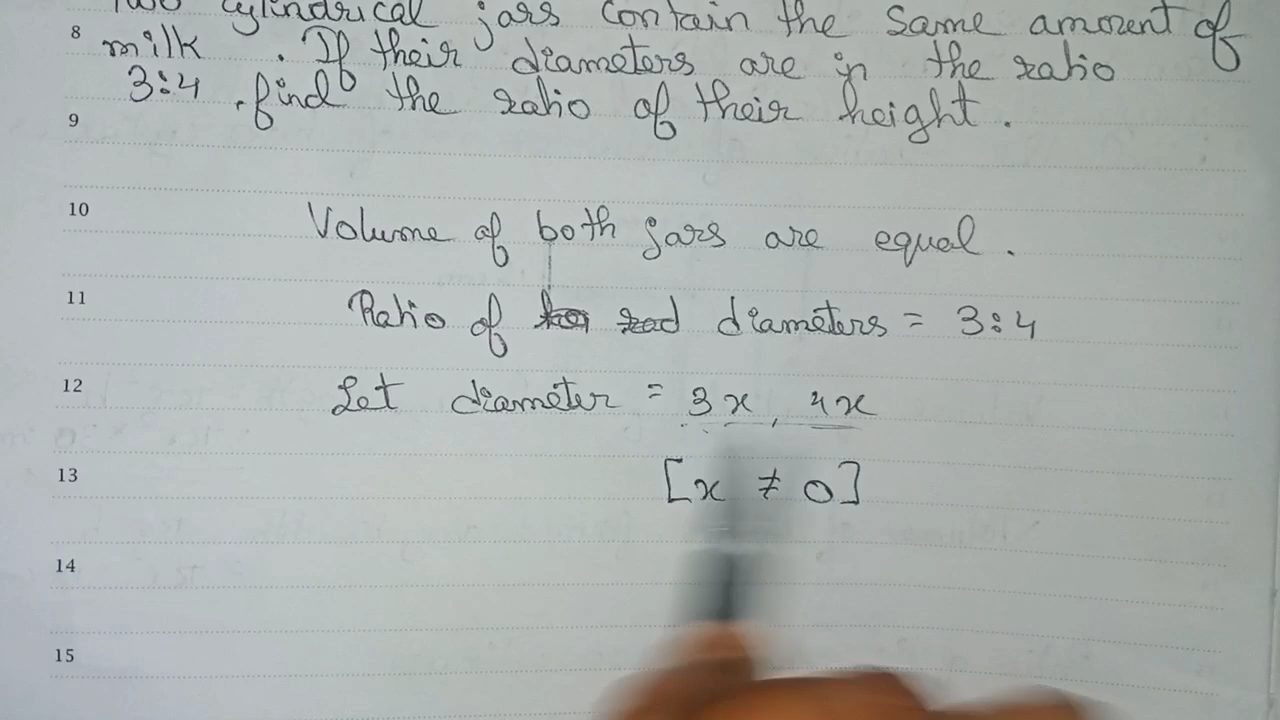 Two cylindrical jars contain the same amount of
8 milk . If their diameters are in the ratio
3:4 . find the ratio of their height .
9
10 Volume of both jars are equal .
11 Ratio of diameters = 3:4
12 Let diameter = 3x, 4x
13 [x ≠ 0]
14
15